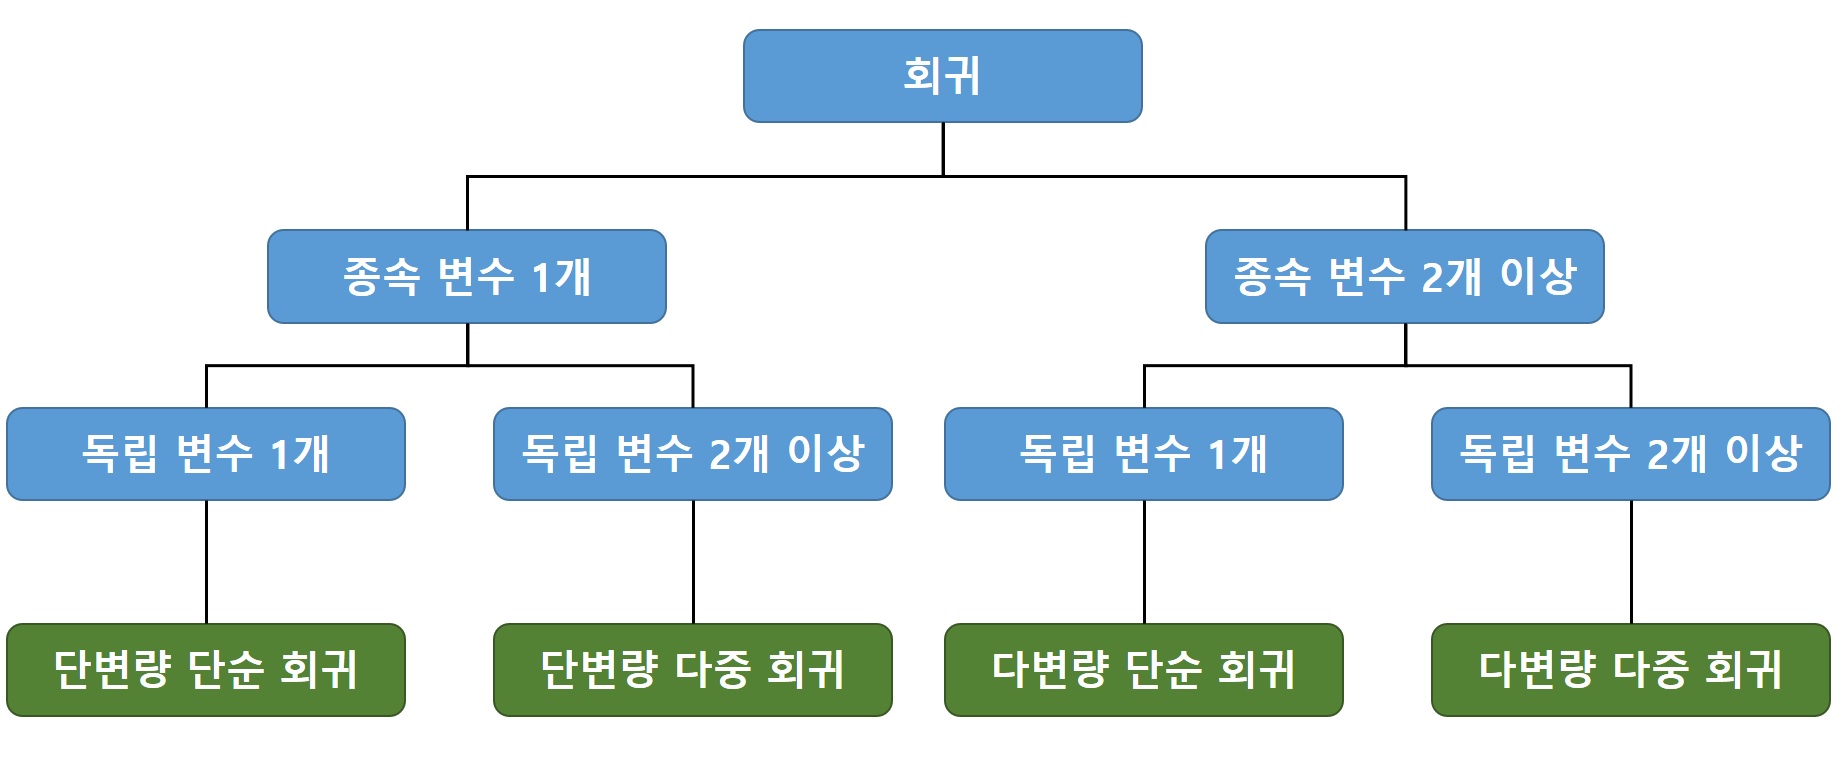 회귀
종속 변수 1개
종속 변수 2개 이상
독립 변수 1개
독립 변수 2개 이상
독립 변수 1개
독립 변수 2개 이상
단변량 단순 회귀
단변량 다중 회귀
다변량 단순 회귀
다변량 다중 회귀